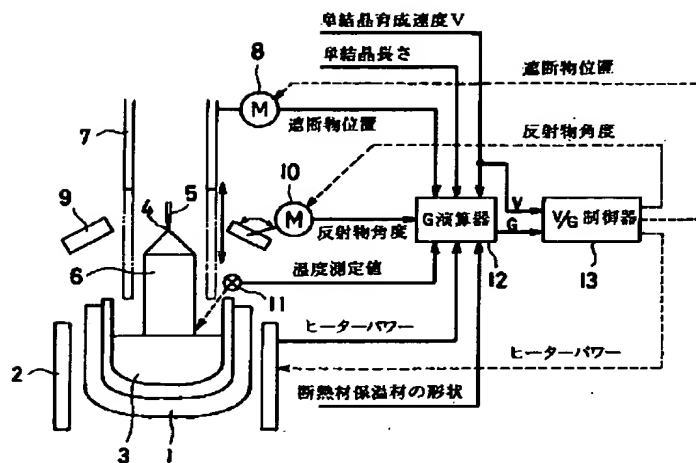 単結晶育成速度V
単結晶長さ
遮断物位置
8
M
7
遮断物位置
反射物角度
10
5
4
9
M
V
G演算器
V/G 制御器
反射物角度
G
6
12
13
温度測定値
11
ヒーターパワー
ヒーターパワー
2
断熱材保温材の形状
3
1